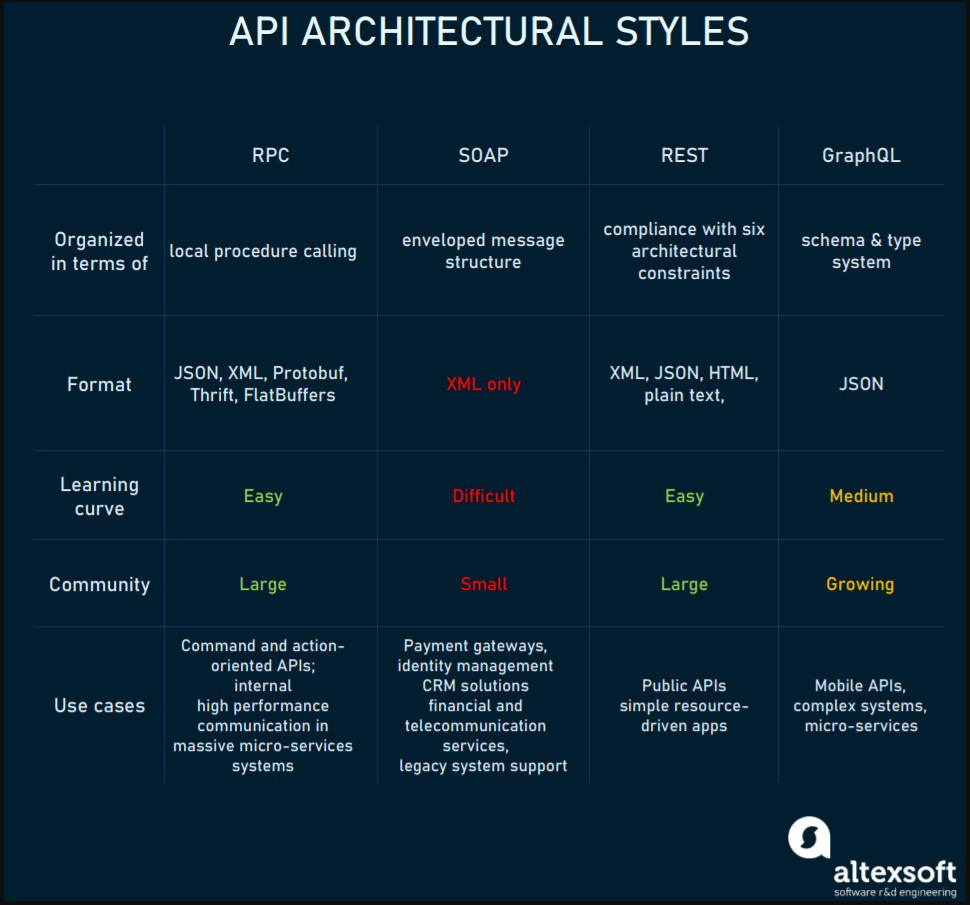 API ARCHITECTURAL STYLES
RPC
SOAP
REST
GraphQL
Organized
in terms of
local procedure calling
enveloped message
structure
compliance with six
architectural
constraints
schema & type
system
Format
JSON, XML, Protobuf,
Thrift, FlatBuffers
XML only
XML, JSON, HTML,
plain text,
JSON
Learning
curve
Easy
Difficult
Easy
Medium
Community
Large
Small
Large
Growing
Use cases
Command and action-
oriented APIs;
internal
high performance
communication in
massive micro-services
systems
Payment gateways,
identity management
CRM solutions
financial and
telecommunication
services,
legacy system support
Public APIs
simple resource-
driven apps
Mobile APIs,
complex systems,
micro-services
altexsoft
software r&d engineering